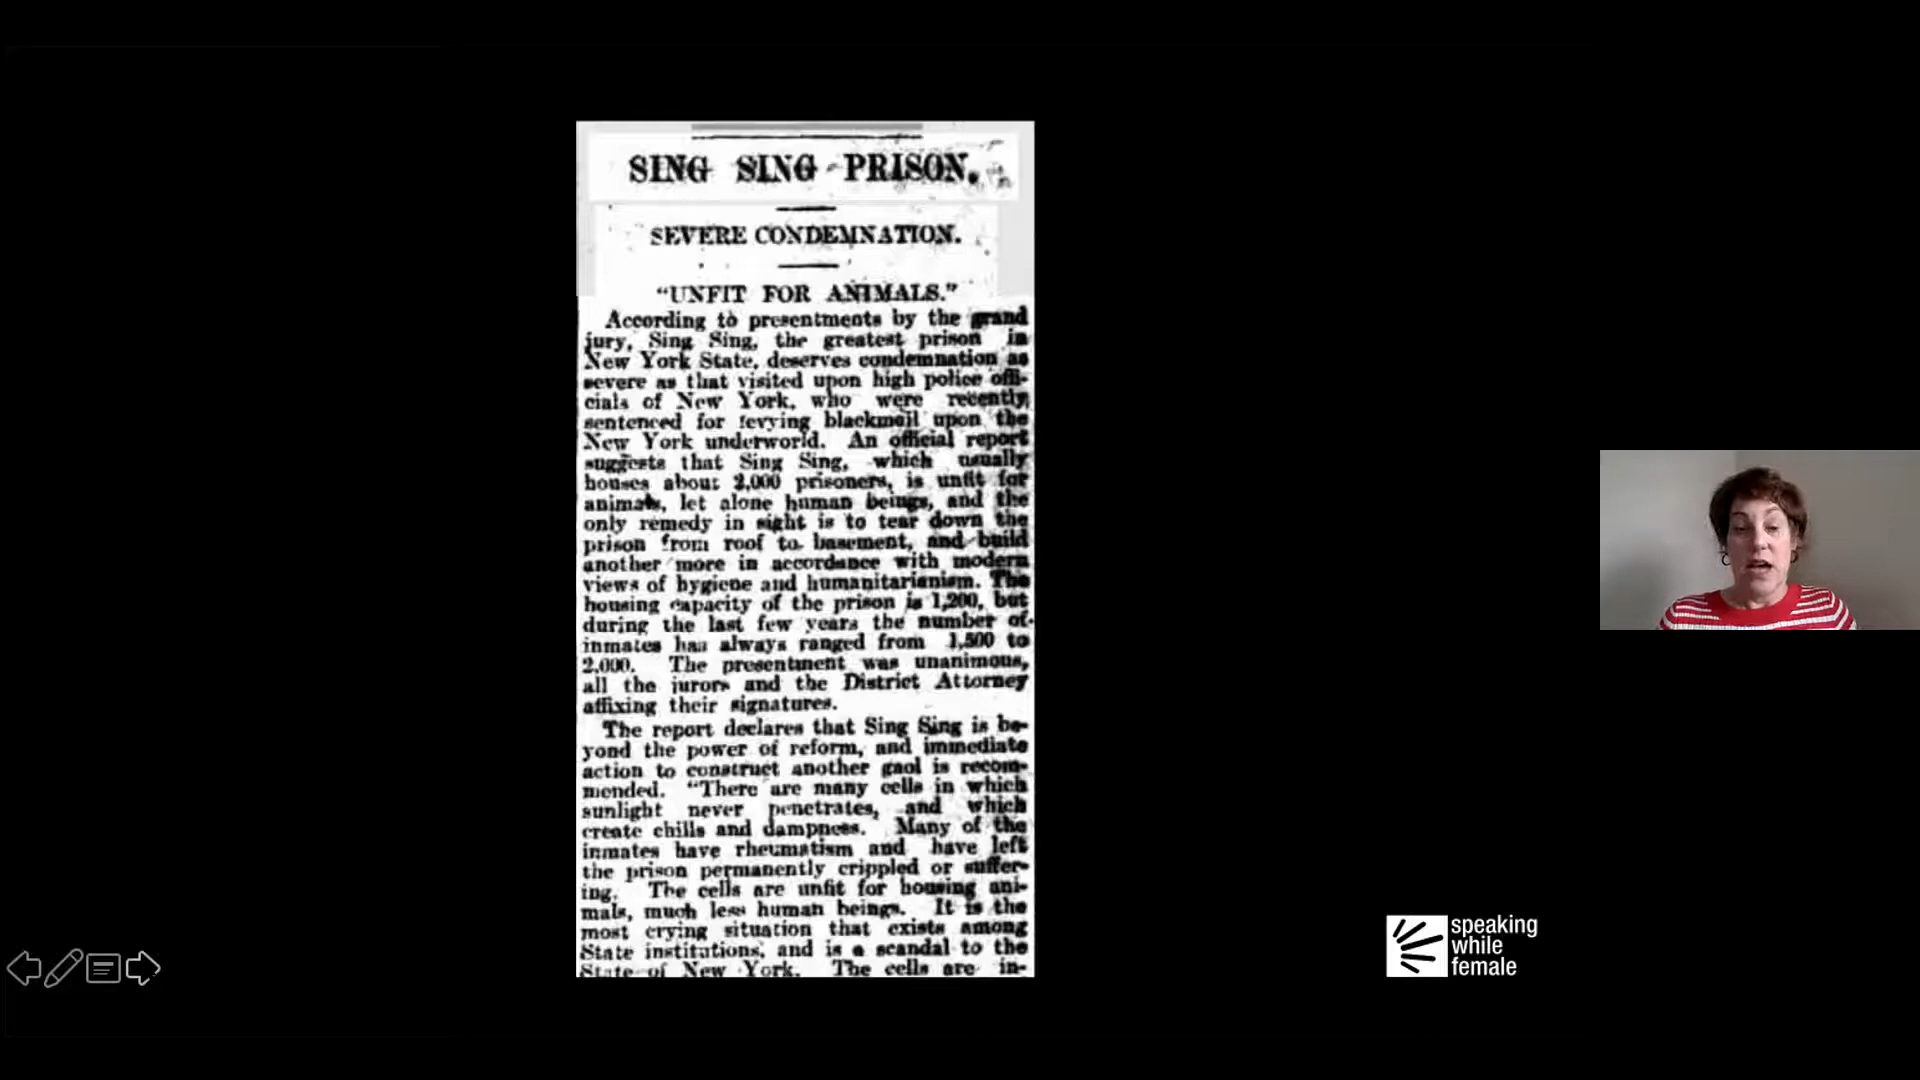 SING SING PRISON.
SEVERE CONDEMNATION.
"UNFIT FOR ANIMALS."
According to presentments by the grand
jury, Sing Sing, the greatest prison in
New York State, deserves condemnation as
severe as that visited upon high police offi-
cials of New York, who were recently
sentenced for levying blackmail upon the
New York underworld. An official report
suggests that Sing Sing, which usually
houses about 2,000 prisoners, is unfit for
animals, let alone human beings, and the
only remedy in sight is to tear down the
prison from roof to basement, and build
another more in accordance with modern
views of hygiene and humanitarianism. The
housing capacity of the prison is 1,200, but
during the last few years the number of
inmates has always ranged from 1,500 to
2,000. The presentment was unanimous,
all the jurors and the District Attorney
affixing their signatures.
The report declares that Sing Sing is be-
yond the power of reform, and immediate
action to construct another gaol is recom-
mended. "There are many cells in which
sunlight never penetrates, and which
create chills and dampness. Many of the
inmates have rheumatism and have left
the prison permanently crippled or suffer-
ing. The cells are unfit for housing ani-
mals, much less human beings. It is the
most crying situation that exists among
State institutions, and is a scandal to the
State of New York. The cells are in-
speaking
while
female